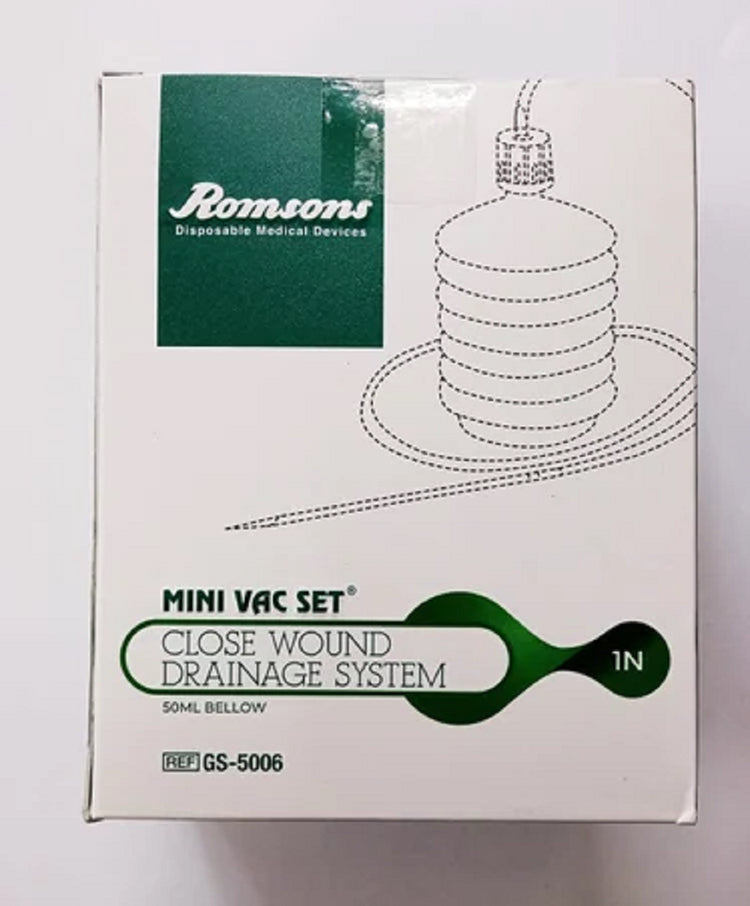 Romsons
Disposable Medical Devices
MINI VAC SET®
CLOSE WOUND
DRAINAGE SYSTEM
1N
50ML BELLOW
REF GS-5006